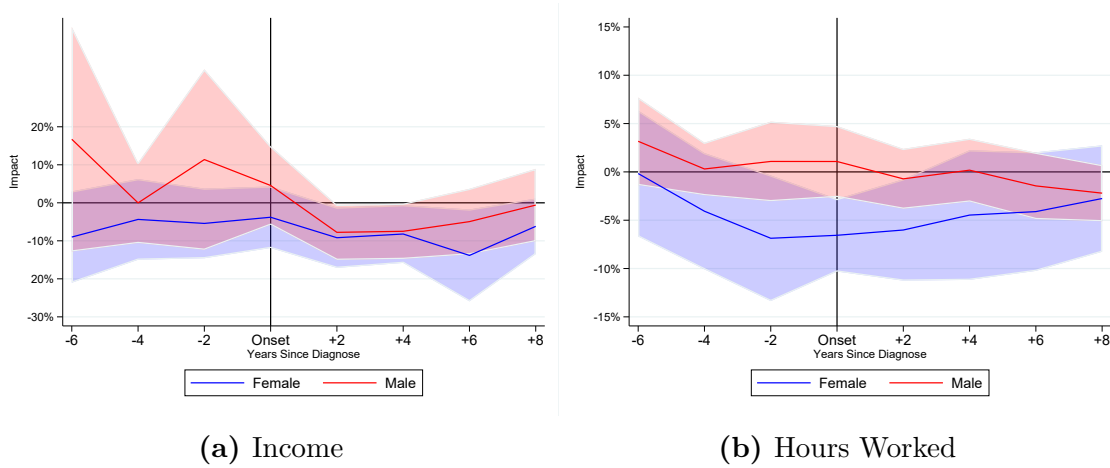 20%
10%
0%
-10%
20%
-30%
Impact
-6 -4 -2 Onset +2 +4 +6 +8
Years Since Diagnose
Female Male
(a) Income
15%
10%
5%
0%
-5%
-10%
-15%
Impact
-6 -4 -2 Onset +2 +4 +6 +8
Years Since Diagnose
Female Male
(b) Hours Worked